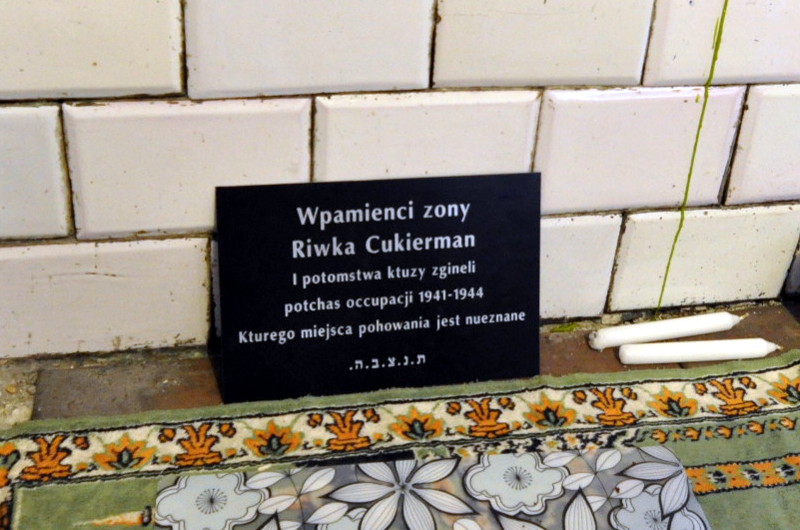 Wpamienci zony
Riwka Cukierman
I potomstwa ktuzy zgineli
potchas occupacji 1941-1944
Kturego miejsca pohowania jest nueznane
ת.נ.צ.ב.ה.